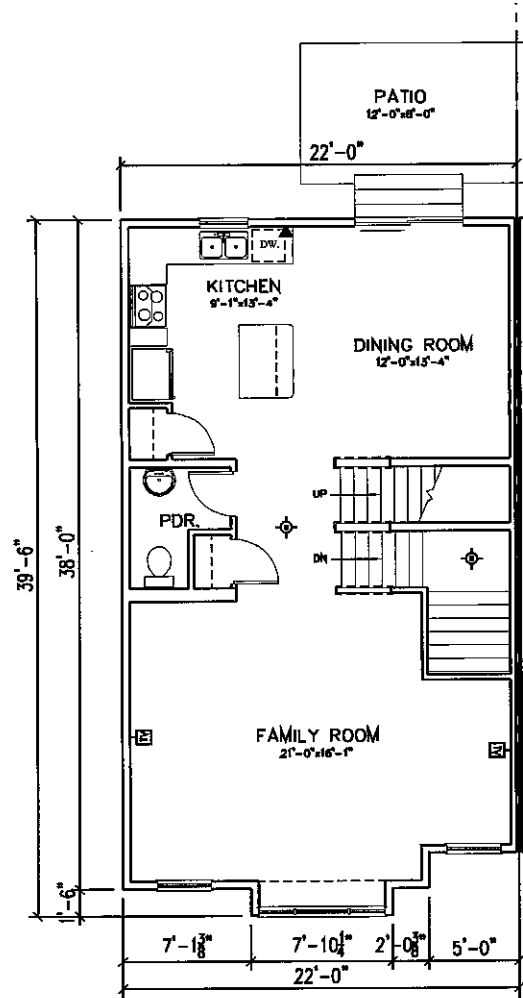 PATIO
12'-0"x8'-0"
22'-0"
DW.
KITCHEN
9'-1"x13'-4"
DINING ROOM
12'-0"x13'-4"
UP
PDR.
DN
39'-6"
38'-0"
FAMILY ROOM
21'-0"x16'-1"
TV
TV
1'-6"
7'-1 3/8"
7'-10 1/4"
2'-0 3/8"
5'-0"
22'-0"